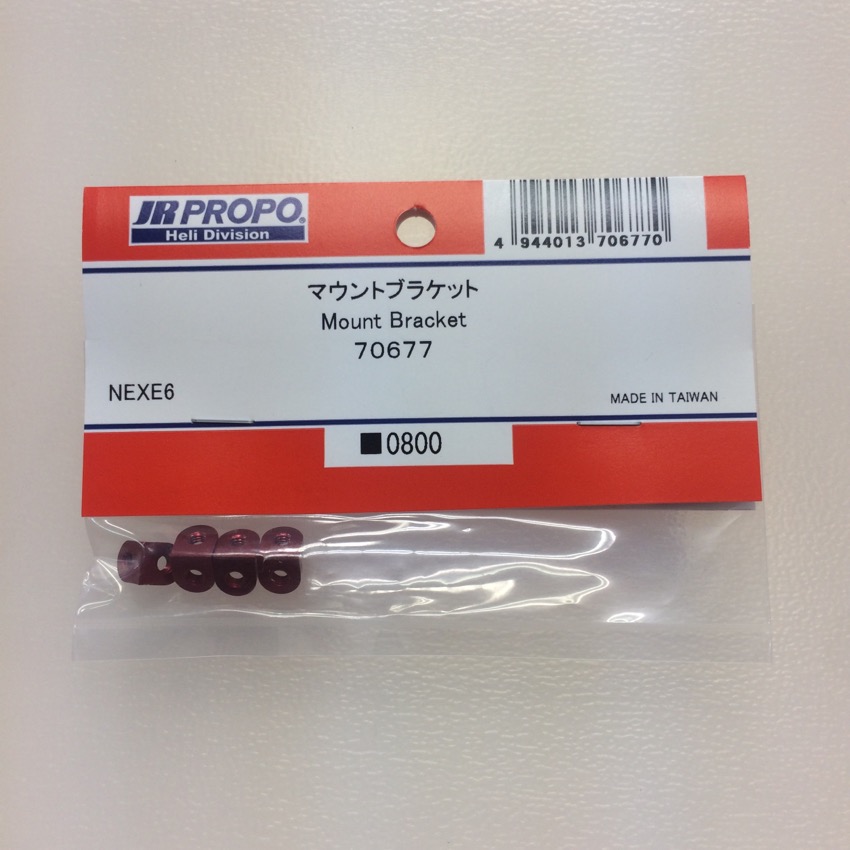 JR PROPO®
Heli Division
4 944013 706770
マウントブラケット
Mount Bracket
70677
NEXE6
MADE IN TAIWAN
■0800